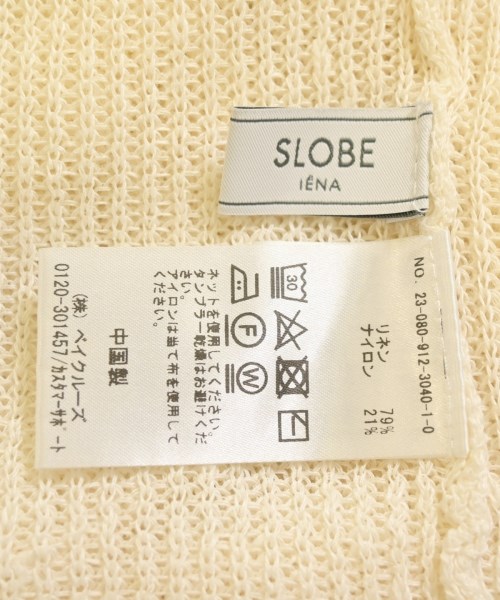 SLOBE
IÉNA
NO. 23-080-912-3040-1-0
リネン 79%
ナイロン 21%
30
F
W
ネットを使用してください。
タンブラー乾燥はお避けくだ
さい。
アイロンは当て布を使用して
ください。
中国製
(株)ベイクルーズ
0120-301457/カスタマーサポート